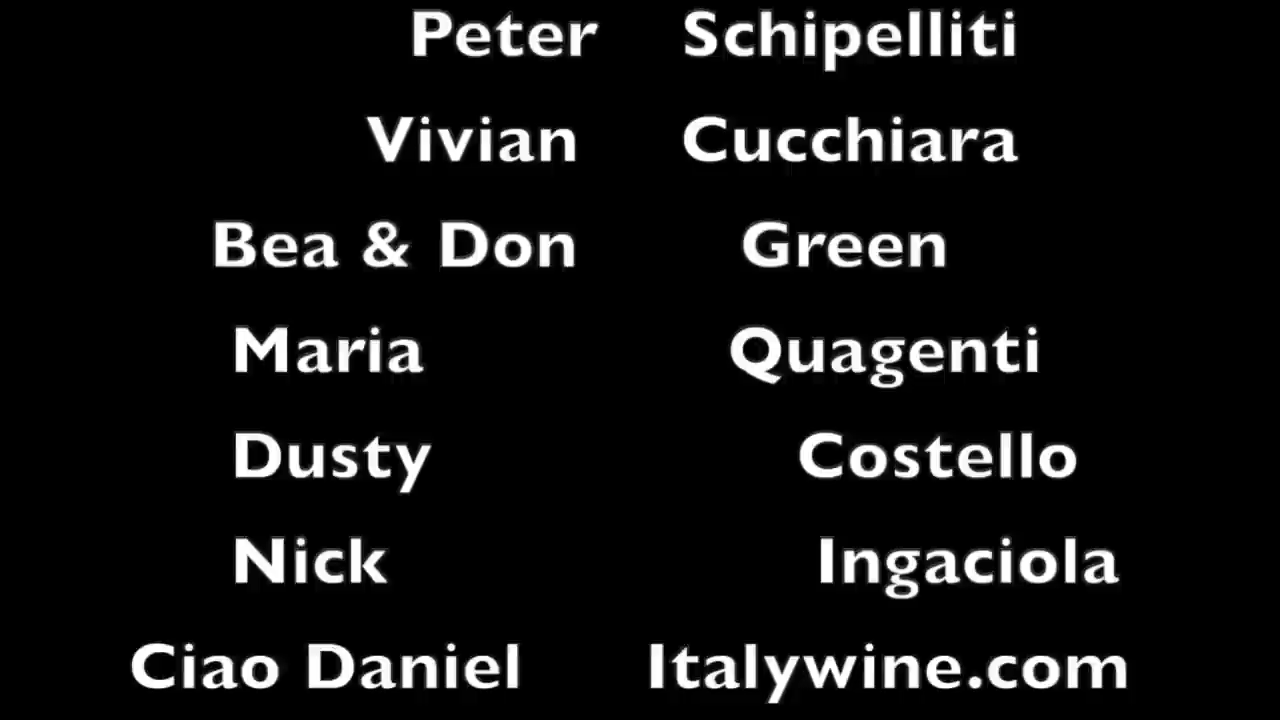 Peter Schipelliti
Vivian Cucchiara
Bea & Don Green
Maria Quagenti
Dusty Costello
Nick Ingaciola
Ciao Daniel Italywine.com